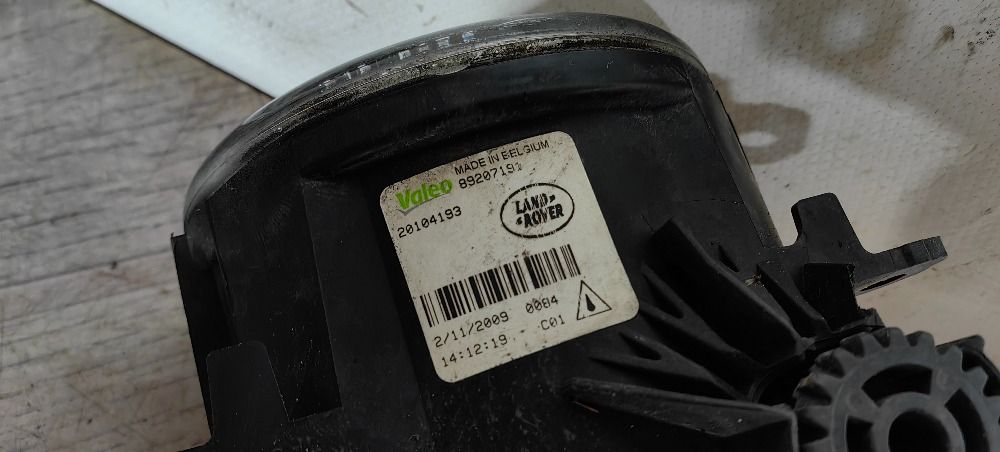 MADE IN BELGIUM
Valeo 89207191
20104193
LAND-
ROVER
2/11/2009 0084
14:12:19 C01